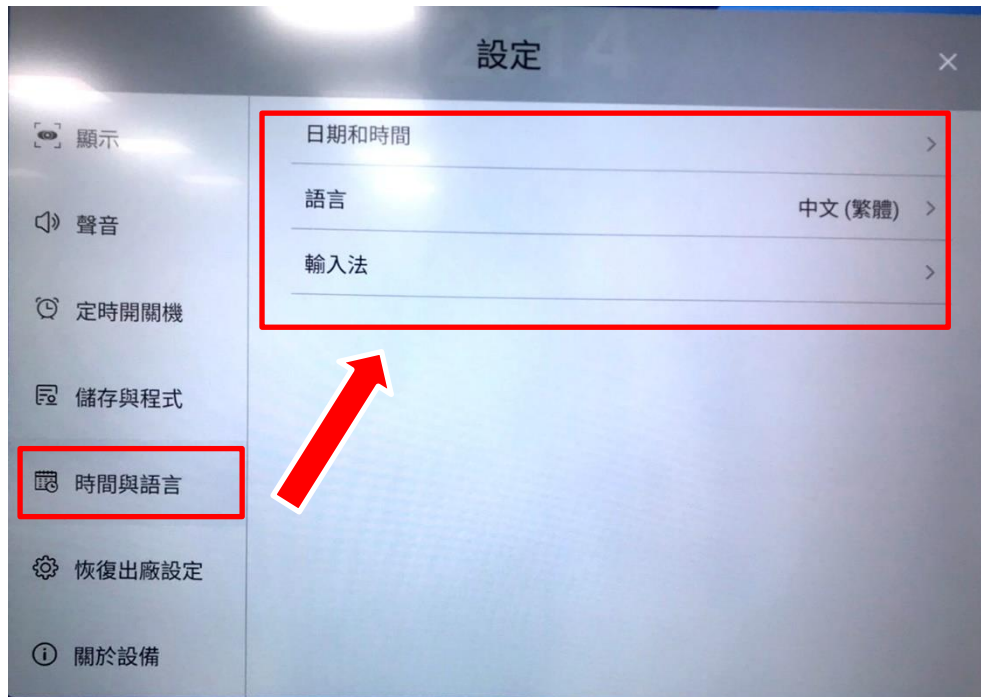 設定
顯示
聲音
定時開關機
儲存與程式
時間與語言
恢復出廠設定
關於設備
日期和時間
語言
中文 (繁體)
輸入法